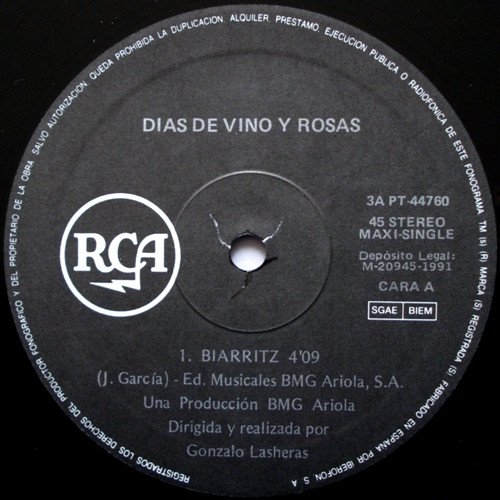 REGISTRADOS LOS DERECHOS DEL PRODUCTOR FONOGRAFICO Y DEL PROPIETARIO DE LA OBRA. SALVO AUTORIZACION, QUEDA PROHIBIDA LA DUPLICACION, ALQUILER, PRESTAMO, EJECUCION PUBLICA O RADIOFONICA DE ESTE FONOGRAMA. TM (S) (R) MARCA (S) REGISTRADA (S) FABRICADO EN ESPAÑA POR IBEROFON S A
DIAS DE VINO Y ROSAS
RCA
3A PT-44760
45 STEREO
MAXI-SINGLE
Depósito Legal:
M-20945-1991
CARA A
SGAE BIEM
1. BIARRITZ 4'09
(J. García) - Ed. Musicales BMG Ariola, S.A.
Una Producción BMG Ariola
Dirigida y realizada por
Gonzalo Lasheras